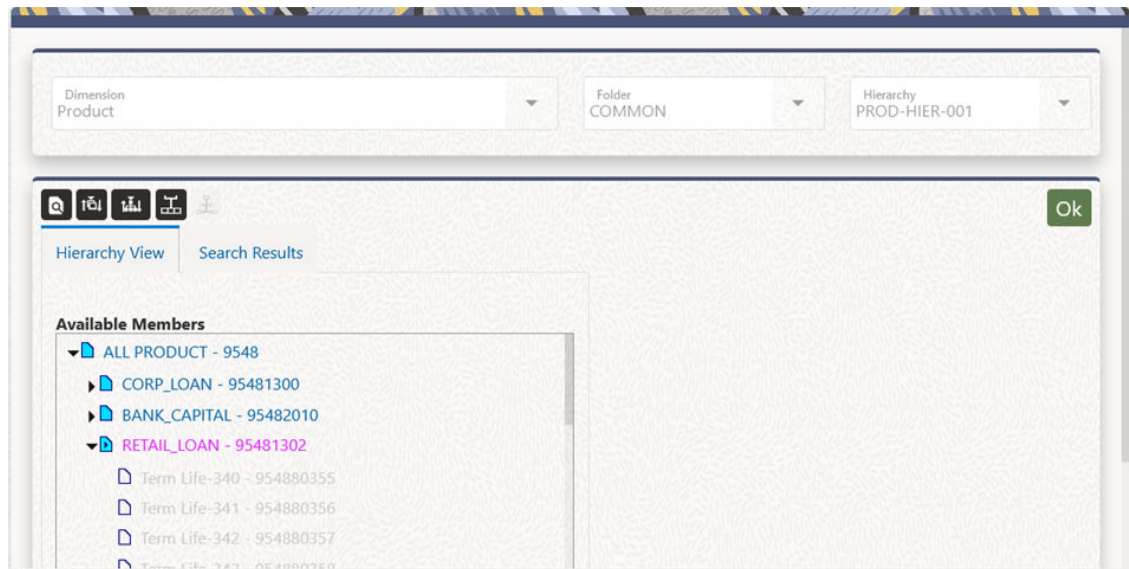 Dimension
Product
Folder
COMMON
Hierarchy
PROD-HIER-001
Ok
Hierarchy View
Search Results
Available Members
ALL PRODUCT - 9548
CORP_LOAN - 95481300
BANK_CAPITAL - 95482010
RETAIL_LOAN - 95481302
Term Life-340 - 954880355
Term Life-341 - 954880356
Term Life-342 - 954880357